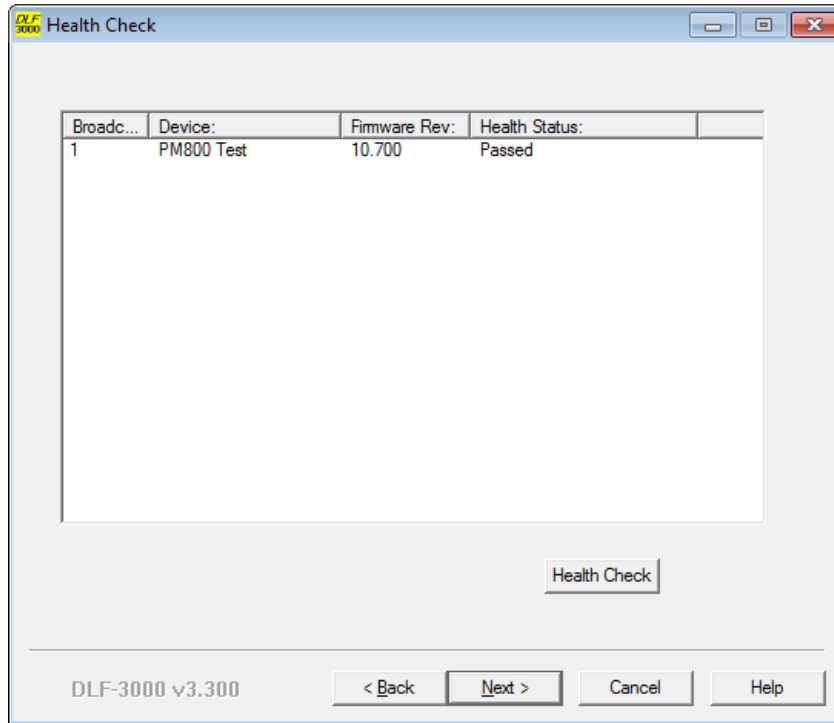 DLF 3000 Health Check
Broadc... Device: Firmware Rev: Health Status:
1 PM800 Test 10.700 Passed
Health Check
DLF-3000 v3.300 < Back Next > Cancel Help